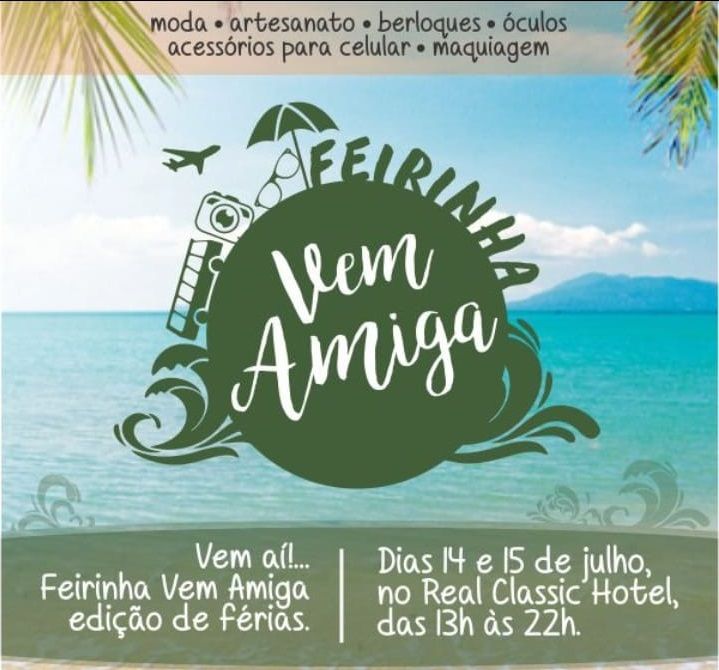 moda • artesanato • berloques • óculos
acessórios para celular • maquiagem
FEIRINHA
Vem
Amiga
Vem aí!...
Feirinha Vem Amiga
edição de férias.
Dias 14 e 15 de julho,
no Real Classic Hotel,
das 13h às 22h.